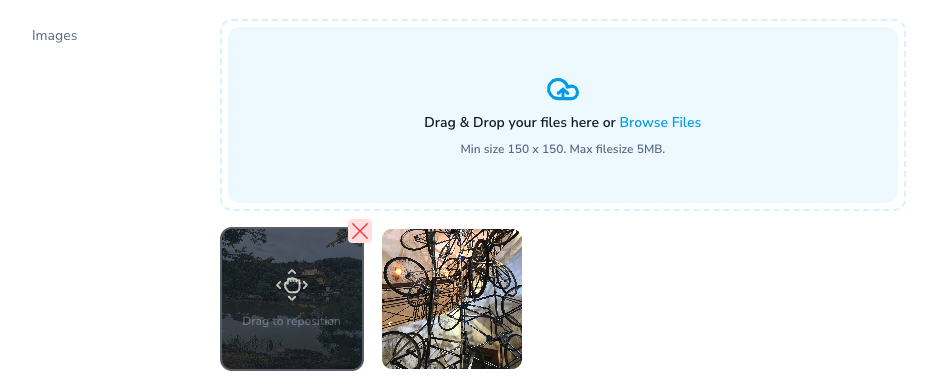 Images
Drag & Drop your files here or Browse Files
Min size 150 x 150. Max filesize 5MB.
Drag to reposition